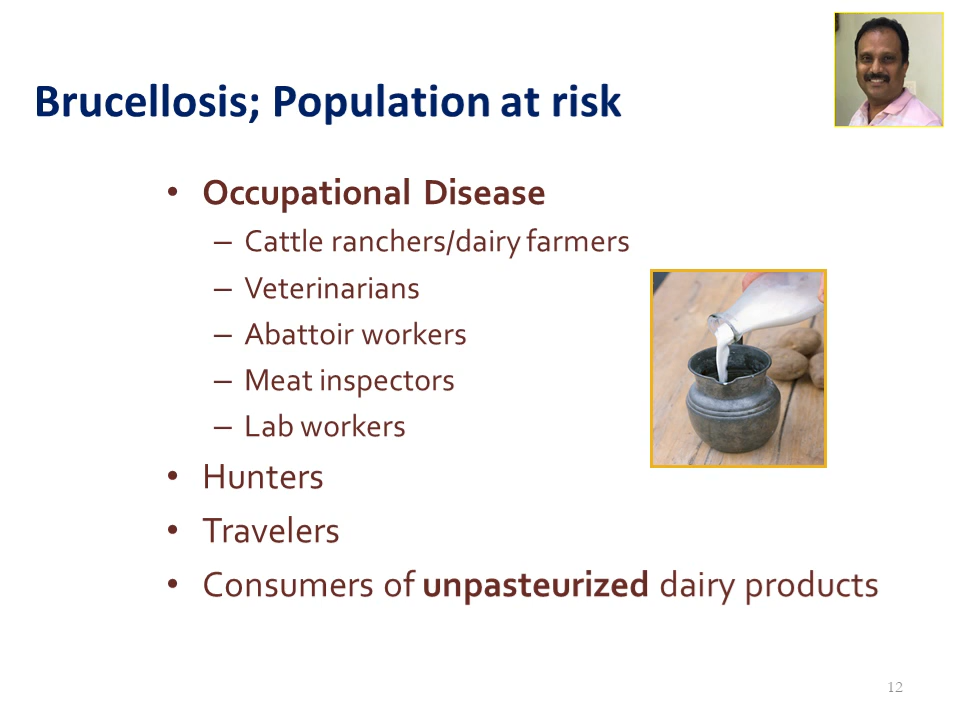 Brucellosis; Population at risk
• Occupational Disease
– Cattle ranchers/dairy farmers
– Veterinarians
– Abattoir workers
– Meat inspectors
– Lab workers
• Hunters
• Travelers
• Consumers of unpasteurized dairy products
12